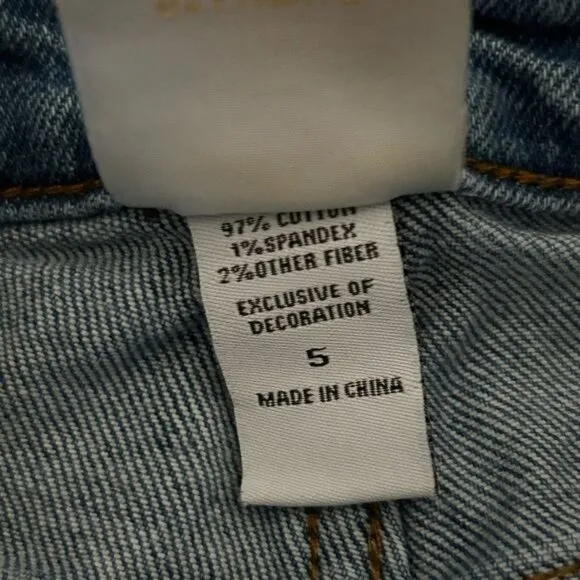 97% COTTON
1%SPANDEX
2%OTHER FIBER
EXCLUSIVE OF
DECORATION
5
MADE IN CHINA